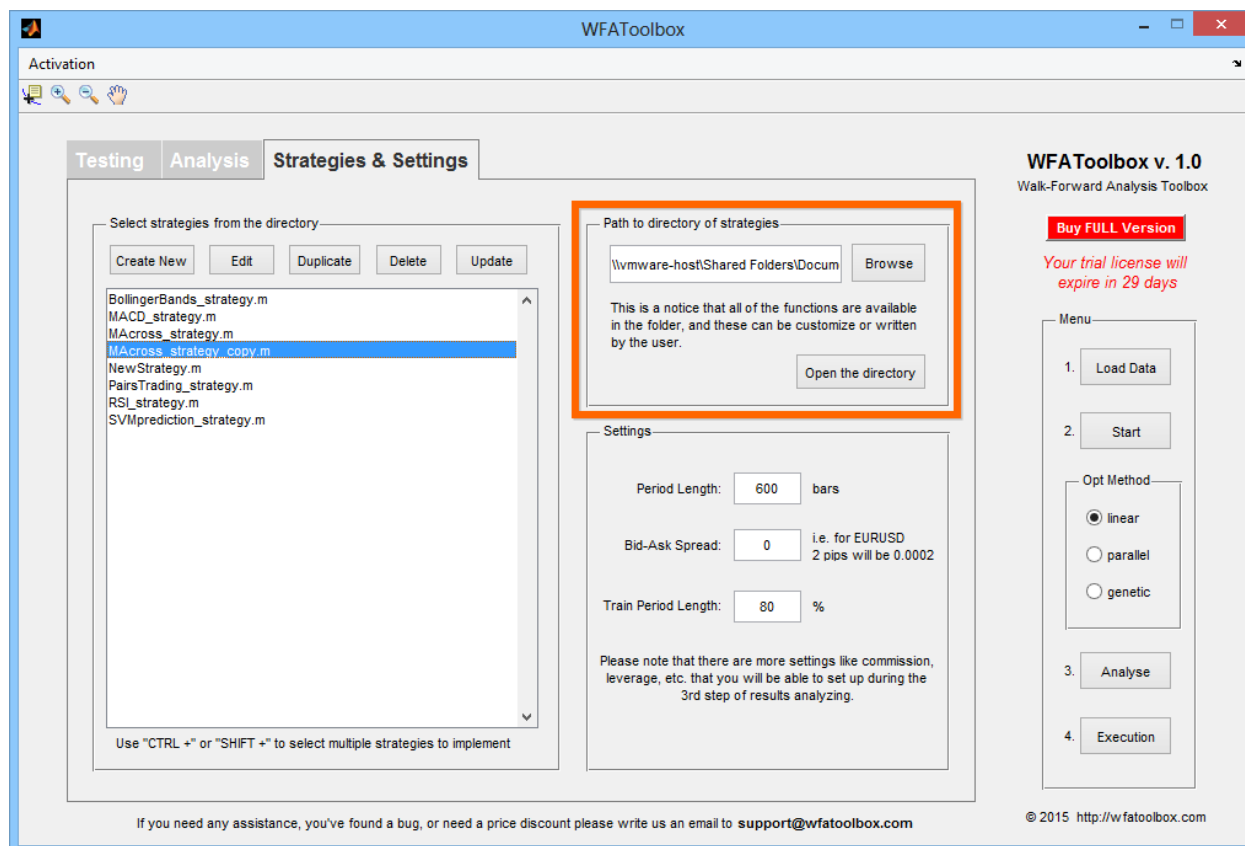 WFAToolbox
Activation
Testing
Analysis
Strategies & Settings
Select strategies from the directory
Create New
Edit
Duplicate
Delete
Update
BollingerBands_strategy.m
MACD_strategy.m
MAcross_strategy.m
MAcross_strategy_copy.m
NewStrategy.m
PairsTrading_strategy.m
RSI_strategy.m
SVMprediction_strategy.m
Use "CTRL +" or "SHIFT +" to select multiple strategies to implement
Path to directory of strategies
\\vmware-host\Shared Folders\Docum
Browse
This is a notice that all of the functions are available
in the folder, and these can be customize or written
by the user.
Open the directory
Settings
Period Length:
600
bars
Bid-Ask Spread:
0
i.e. for EURUSD
2 pips will be 0.0002
Train Period Length:
80
%
Please note that there are more settings like commission,
leverage, etc. that you will be able to set up during the
3rd step of results analyzing.
WFAToolbox v. 1.0
Walk-Forward Analysis Toolbox
Buy FULL Version
Your trial license will
expire in 29 days
Menu
1. Load Data
2. Start
Opt Method
linear
parallel
genetic
3. Analyse
4. Execution
If you need any assistance, you've found a bug, or need a price discount please write us an email to support@wfatoolbox.com
© 2015 http://wfatoolbox.com